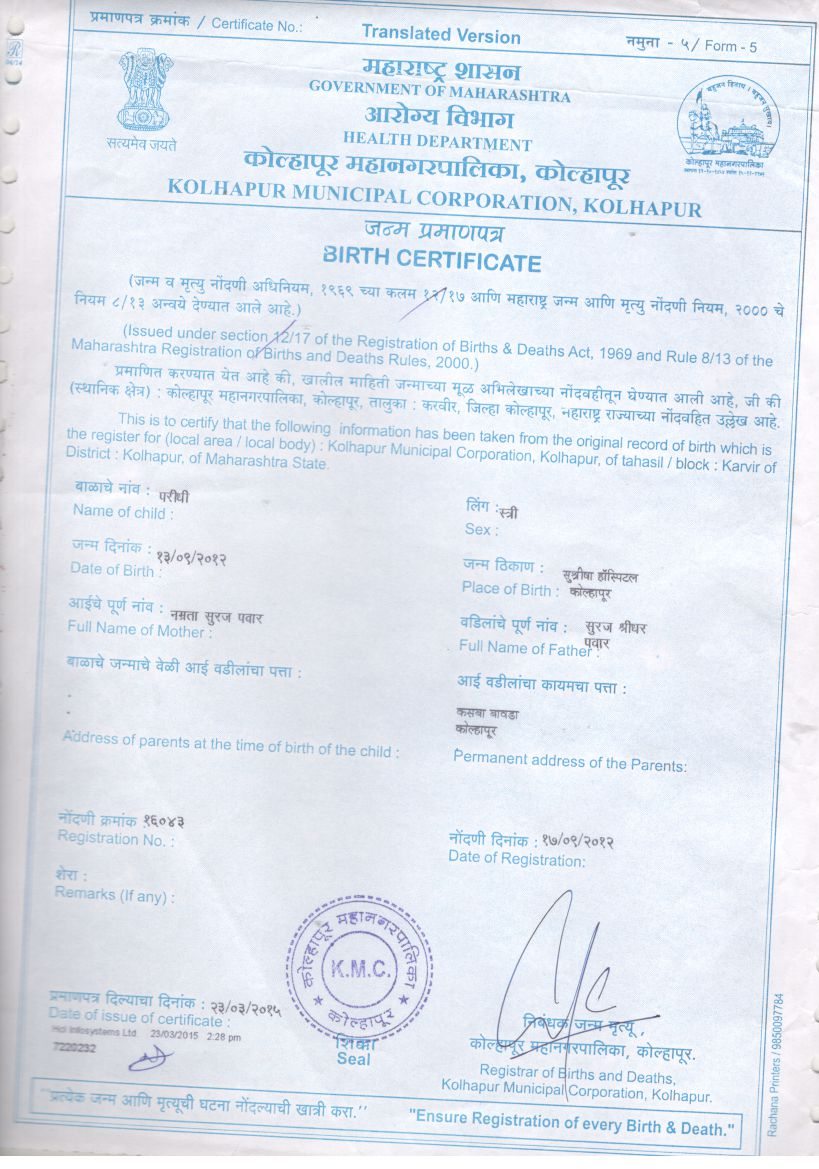 प्रमाणपत्र क्रमांक / Certificate No.:
Translated Version
नमुना - ५/ Form - 5
महाराष्ट्र शासन
GOVERNMENT OF MAHARASHTRA
आरोग्य विभाग
HEALTH DEPARTMENT
सत्यमेव जयते
कोल्हापूर महानगरपालिका
कोल्हापूर महानगरपालिका, कोल्हापूर
KOLHAPUR MUNICIPAL CORPORATION, KOLHAPUR
जन्म प्रमाणपत्र
BIRTH CERTIFICATE
(जन्म व मृत्यु नोंदणी अधिनियम, १९६९ च्या कलम १२/१७ आणि महाराष्ट्र जन्म आणि मृत्यु नोंदणी नियम, २००० चे
नियम ८/१३ अन्वये देण्यात आले आहे.)
(Issued under section 12/17 of the Registration of Births & Deaths Act, 1969 and Rule 8/13 of the
Maharashtra Registration of Births and Deaths Rules, 2000.)
प्रमाणित करण्यात येत आहे की, खालील माहिती जन्माच्या मूळ अभिलेखाच्या नोंदवहीतून घेण्यात आली आहे, जी की
(स्थानिक क्षेत्र) : कोल्हापूर महानगरपालिका, कोल्हापूर, तालुका : करवीर, जिल्हा कोल्हापूर, महाराष्ट्र राज्याच्या नोंदवहित उल्लेख आहे.
This is to certify that the following information has been taken from the original record of birth which is
the register for (local area / local body) : Kolhapur Municipal Corporation, Kolhapur, of tahasil / block : Karvir of
District : Kolhapur, of Maharashtra State.
बाळाचे नांव : परीधी
Name of child :
लिंग : स्त्री
Sex :
जन्म दिनांक : १३/०९/२०१२
Date of Birth :
जन्म ठिकाण : सुश्रीषा हॉस्पिटल
Place of Birth : कोल्हापूर
आईचे पूर्ण नांव : नम्रता सुरज पवार
Full Name of Mother :
वडिलांचे पूर्ण नांव : सुरज श्रीधर
पवार
Full Name of Father :
बाळाचे जन्माचे वेळी आई वडीलांचा पत्ता :
आई वडीलांचा कायमचा पत्ता :
.
.
कसबा बावडा
कोल्हापूर
Address of parents at the time of birth of the child :
Permanent address of the Parents:
नोंदणी क्रमांक १६०४३
Registration No. :
नोंदणी दिनांक : १७/०९/२०१२
Date of Registration:
शेरा :
Remarks (If any) :
कोल्हापूर महानगरपालिका
K.M.C.
कोल्हापूर
प्रमाणपत्र दिल्याचा दिनांक : २३/०३/२०१५
Date of issue of certificate :
Hcl Infosystems Ltd 23/03/2015 2:28 pm
7220232
शिक्का
Seal
निबंधक जन्म मृत्यू ,
कोल्हापूर महानगरपालिका, कोल्हापूर.
Registrar of Births and Deaths,
Kolhapur Municipal Corporation, Kolhapur.
"प्रत्येक जन्म आणि मृत्यूची घटना नोंदल्याची खात्री करा."
"Ensure Registration of every Birth & Death."
Rachana Printers / 9850097784